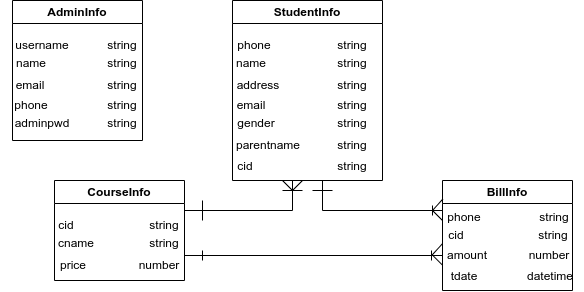 AdminInfo
username string
name string
email string
phone string
adminpwd string
StudentInfo
phone string
name string
address string
email string
gender string
parentname string
cid string
CourseInfo
cid string
cname string
price number
BillInfo
phone string
cid string
amount number
tdate datetime